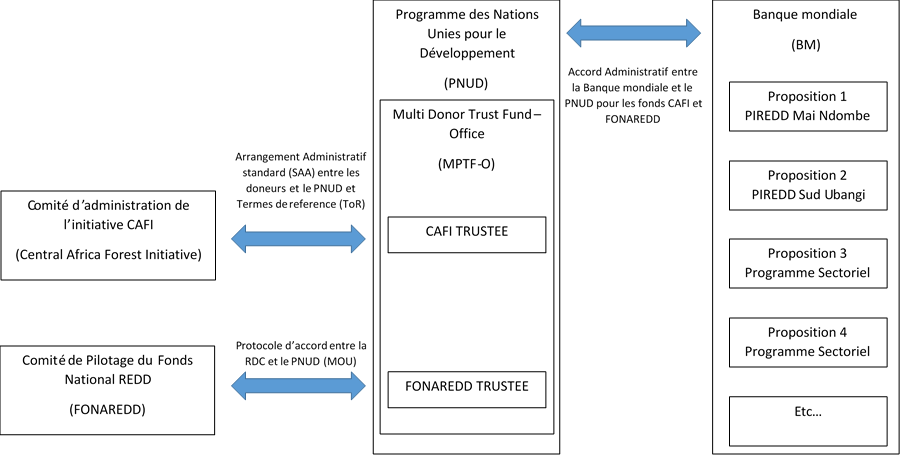 Comité d'administration de
l'initiative CAFI
(Central Africa Forest Initiative)
Comité de Pilotage du Fonds
National REDD
(FONAREDD)
Arrangement Administratif
standard (SAA) entre les
doneurs et le PNUD et
Termes de reference (ToR)
Protocole d'accord entre la
RDC et le PNUD (MOU)
Programme des Nations
Unies pour le
Développement
(PNUD)
Multi Donor Trust Fund –
Office
(MPTF-O)
CAFI TRUSTEE
FONAREDD TRUSTEE
Accord Administratif entre
la Banque mondiale et le
PNUD pour les fonds CAFI et
FONAREDD
Banque mondiale
(BM)
Proposition 1
PIREDD Mai Ndombe
Proposition 2
PIREDD Sud Ubangi
Proposition 3
Programme Sectoriel
Proposition 4
Programme Sectoriel
Etc…